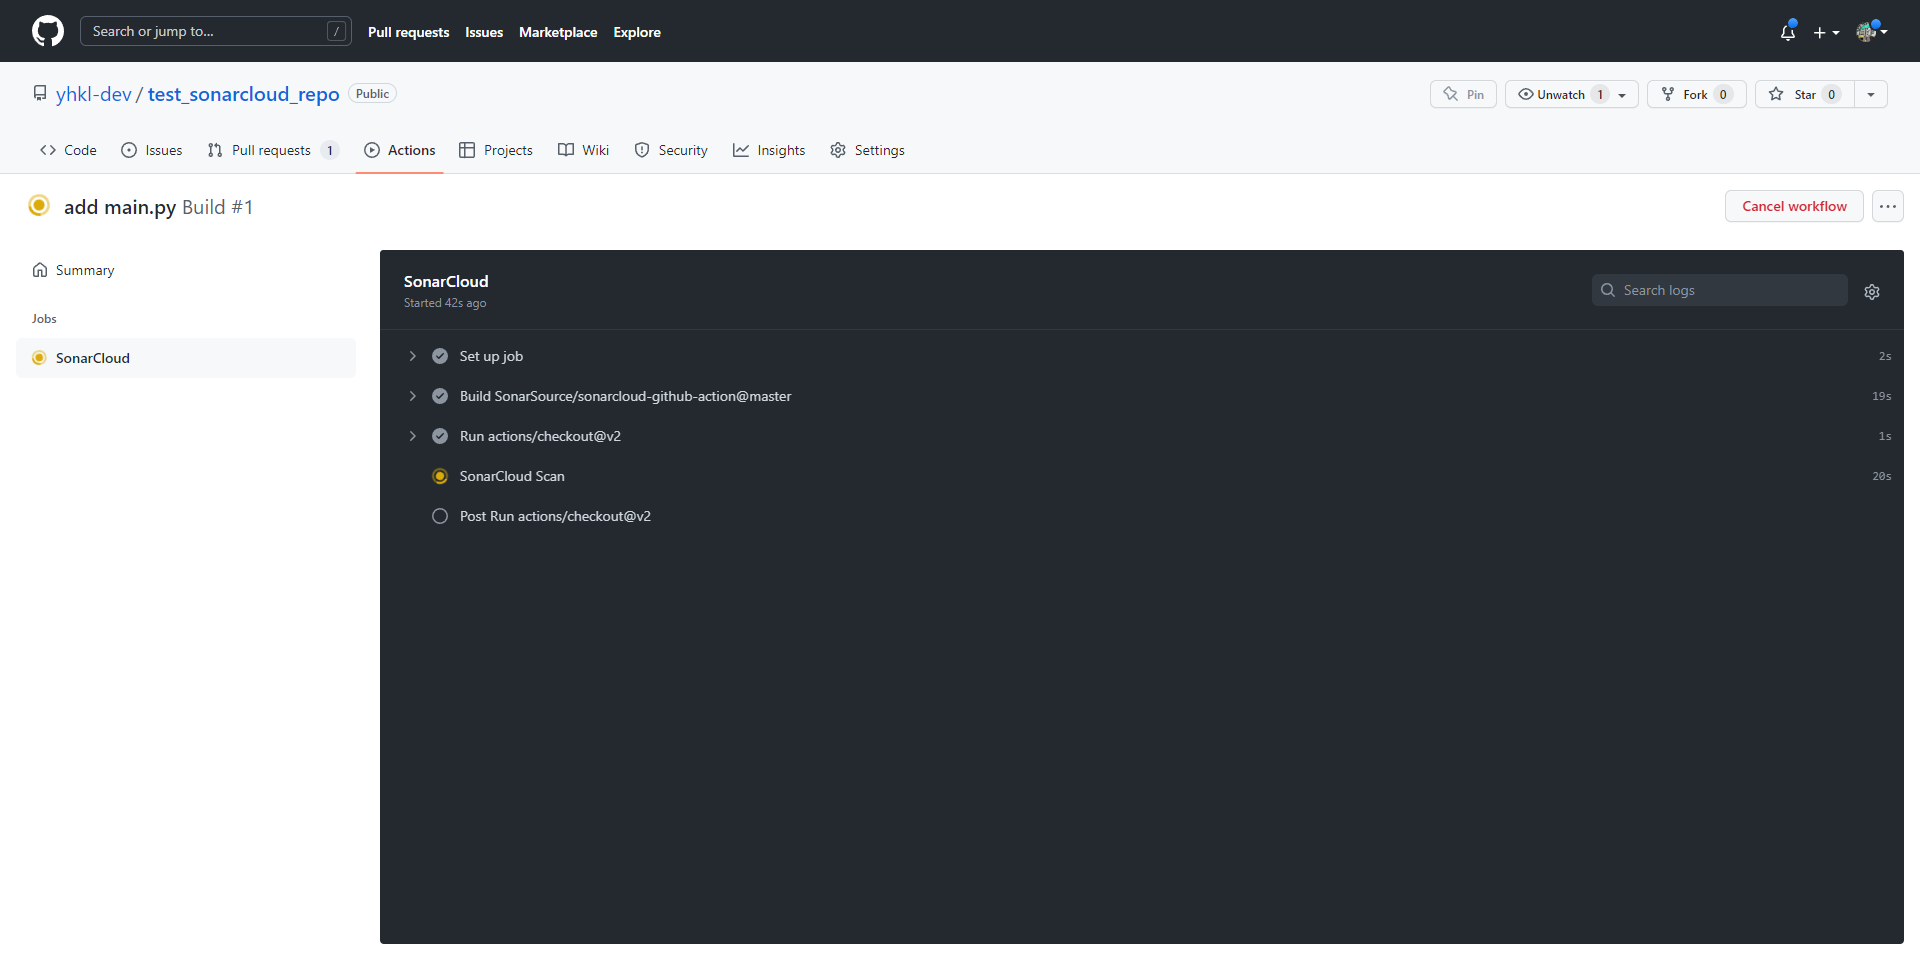 Search or jump to... /
Pull requests Issues Marketplace Explore
yhkl-dev / test_sonarcloud_repo Public
Pin Unwatch 1 Fork 0 Star 0
Code Issues Pull requests 1 Actions Projects Wiki Security Insights Settings
add main.py Build #1
Cancel workflow
Summary
Jobs
SonarCloud
SonarCloud
Started 42s ago
Search logs
Set up job 2s
Build SonarSource/sonarcloud-github-action@master 19s
Run actions/checkout@v2 1s
SonarCloud Scan 20s
Post Run actions/checkout@v2